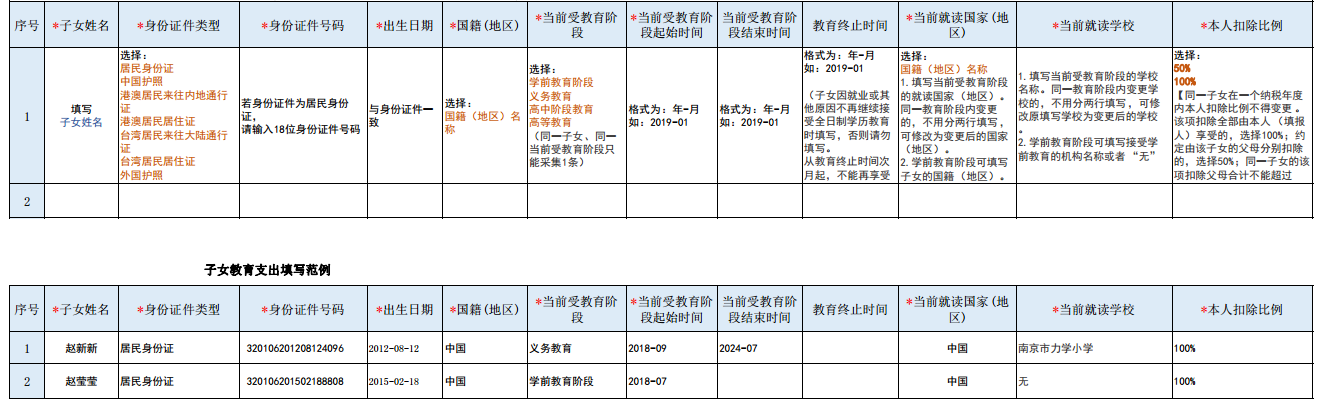 序号 *子女姓名 *身份证件类型 *身份证件号码 *出生日期 *国籍(地区) *当前受教育阶段 *当前受教育阶段起始时间 当前受教育阶段结束时间 教育终止时间 *当前就读国家(地区) *当前就读学校 *本人扣除比例
1
填写
子女姓名
选择:
居民身份证
中国护照
港澳居民来往内地通行
证
港澳居民居住证
台湾居民来往大陆通行
证
台湾居民居住证
外国护照
若身份证件为居民身份
证,
请输入18位身份证件号码
与身份证件一
致
选择:
国籍（地区）名
称
选择:
学前教育阶段
义务教育
高中阶段教育
高等教育
（同一子女、同一
当前受教育阶段只
能采集1条）
格式为: 年-月
如: 2019-01
格式为: 年-月
如: 2019-01
格式为: 年-月
如: 2019-01
（子女因就业或其
他原因不再继续接
受全日制学历教育
时填写，否则请勿
填写。
从教育终止时间次
月起，不能再享受
选择:
国籍（地区）名称
1.填写当前受教育阶段
的就读国家（地区）。
同一教育阶段内变更
的，不用分两行填写，
可修改为变更后的国家
（地区）。
2.学前教育阶段可填写
子女的国籍（地区）。
1.填写当前受教育阶段的学校
名称。同一教育阶段内变更学
校的，不用分两行填写，可修
改原填写学校为变更后的学校
。
2.学前教育阶段可填写接受学
前教育的机构名称或者 “无”
选择:
50%
100%
【同一子女在一个纳税年度
内本人扣除比例不得变更 。
该项扣除全部由本人 （填报
人）享受的，选择100%；约
定由该子女的父母分别扣除
的，选择50%；同一子女的该
项扣除父母合计不能超过
2
子女教育支出填写范例
序号 *子女姓名 *身份证件类型 *身份证件号码 *出生日期 *国籍(地区) *当前受教育阶段 *当前受教育阶段起始时间 当前受教育阶段结束时间 教育终止时间 *当前就读国家(地区) *当前就读学校 *本人扣除比例
1 赵新新 居民身份证 320106201208124096 2012-08-12 中国 义务教育 2018-09 2024-07 中国 南京市力学小学 100%
2 赵莹莹 居民身份证 320106201502188808 2015-02-18 中国 学前教育阶段 2018-07 中国 无 100%